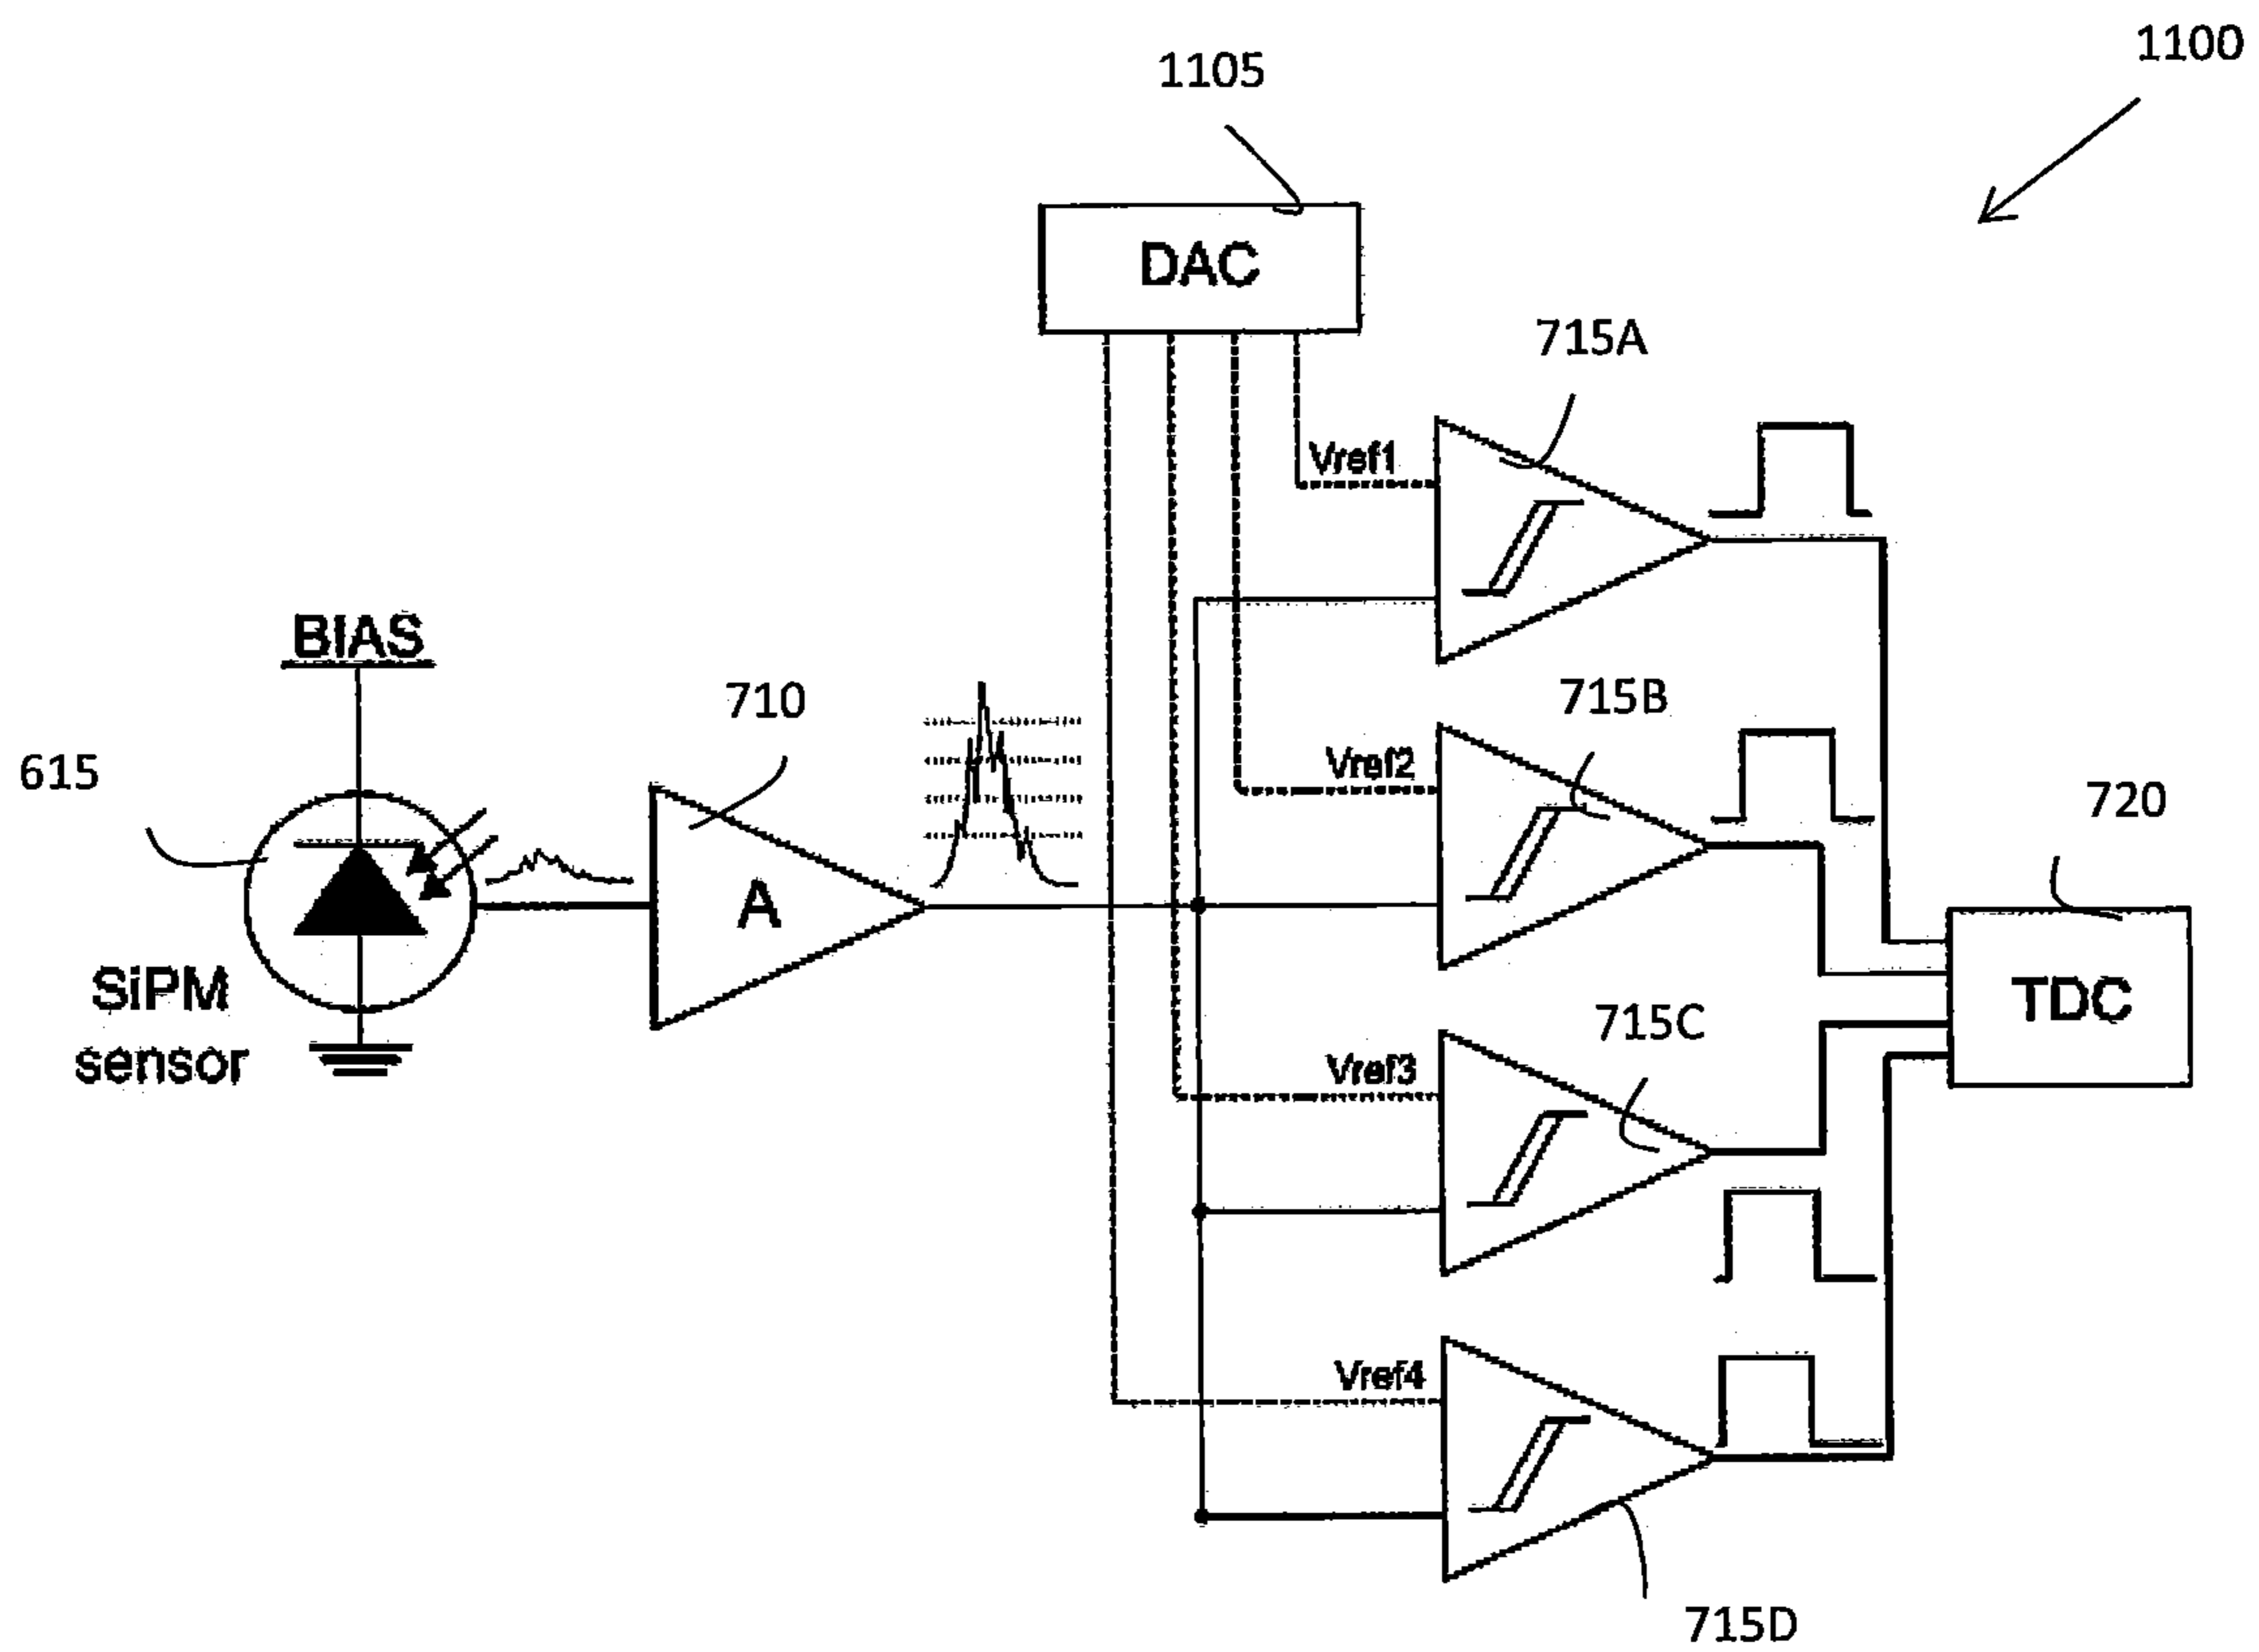 1100
1105
DAC
715A
Vref1
BIAS
710
715B
615
Vref2
720
A
SiPM
sensor
TDC
715C
Vref3
Vref4
715D